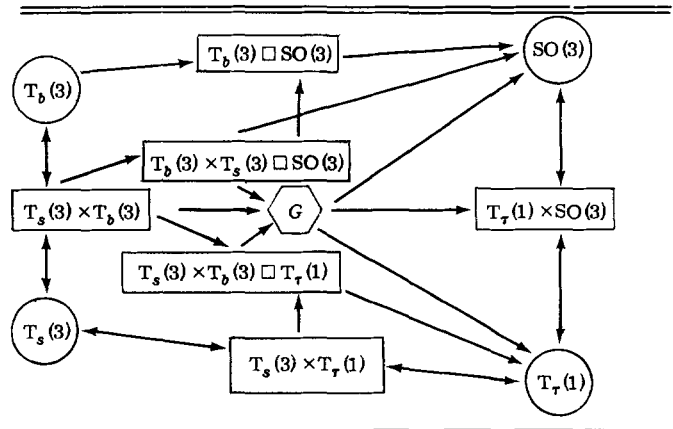 T_b(3) □ SO(3)
SO(3)
T_b(3)
T_b(3) × T_s(3) □ SO(3)
T_s(3) × T_b(3)
G
T_τ(1) × SO(3)
T_s(3) × T_b(3) □ T_τ(1)
T_s(3)
T_s(3) × T_τ(1)
T_τ(1)